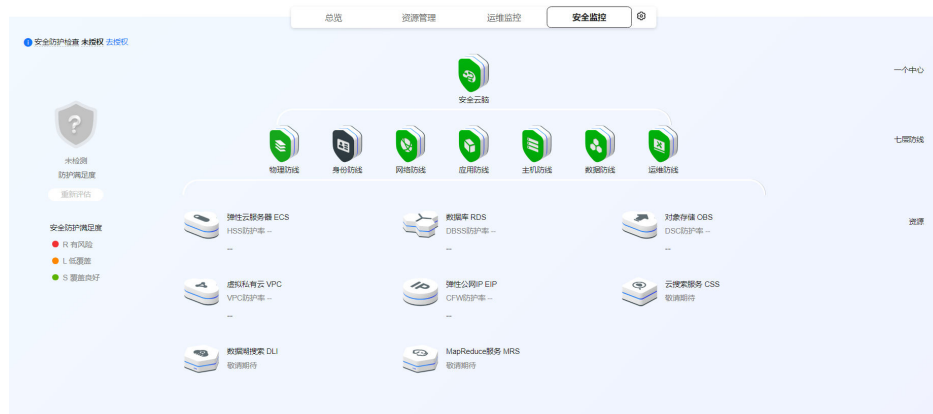 总览 资源管理 运维监控 安全监控
安全防护检查 未授权 去授权
一个中心
安全云脑
七层防线
未检测
防护满足度
重新评估
物理防线 身份防线 网络防线 应用防线 主机防线 数据防线 运维防线
资源
安全防护满足度
R 有风险
L 低覆盖
S 覆盖良好
弹性云服务器 ECS
HSS防护率 --
--
数据库 RDS
DBSS防护率 --
--
对象存储 OBS
DSC防护率 --
--
虚拟私有云 VPC
VPC防护率 --
--
弹性公网IP EIP
CFW防护率 --
--
云搜索服务 CSS
敬请期待
数据湖搜索 DLI
敬请期待
MapReduce服务 MRS
敬请期待